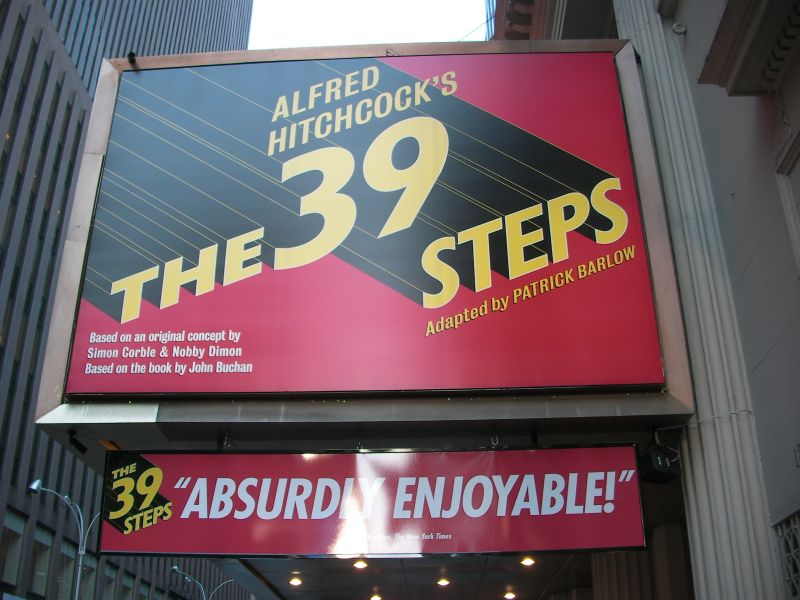 ALFRED
HITCHCOCK'S
THE 39
STEPS
Adapted by PATRICK BARLOW
Based on an original concept by
Simon Corble & Nobby Dimon
Based on the book by John Buchan
THE
39
STEPS
"ABSURDLY ENJOYABLE!"
The New York Times